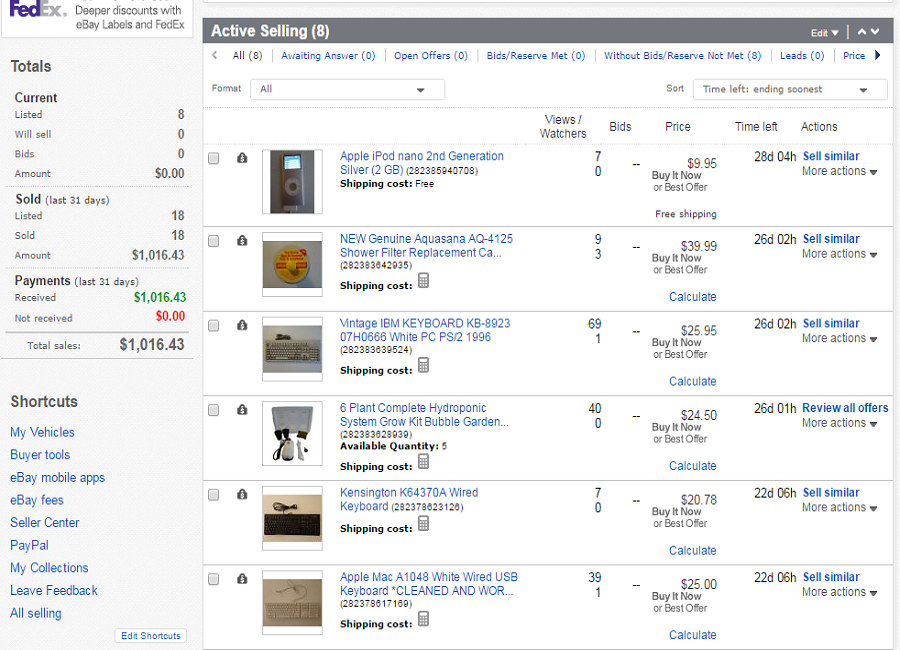 FedEx.
Deeper discounts with
eBay Labels and FedEx
Totals
Current
Listed 8
Will sell 0
Bids 0
Amount $0.00
Sold (last 31 days)
Listed 18
Sold 18
Amount $1,016.43
Payments (last 31 days)
Received $1,016.43
Not received $0.00
Total sales: $1,016.43
Shortcuts
My Vehicles
Buyer tools
eBay mobile apps
eBay fees
Seller Center
PayPal
My Collections
Leave Feedback
All selling
Edit Shortcuts
Active Selling (8) Edit
All (8) Awaiting Answer (0) Open Offers (0) Bids/Reserve Met (0) Without Bids/Reserve Not Met (8) Leads (0) Price
Format All Sort Time left: ending soonest
Views /
Watchers Bids Price Time left Actions
Apple iPod nano 2nd Generation 7 -- $9.95 28d 04h Sell similar
Silver (2 GB) (282385940708) 0 Buy It Now More actions
Shipping cost: Free or Best Offer
Free shipping
NEW Genuine Aquasana AQ-4125 9 -- $39.99 26d 02h Sell similar
Shower Filter Replacement Ca... 3 Buy It Now More actions
(282383642935) or Best Offer
Shipping cost:
Calculate
Vintage IBM KEYBOARD KB-8923 69 -- $25.95 26d 02h Sell similar
07H0666 White PC PS/2 1996 1 Buy It Now More actions
(282383639524) or Best Offer
Shipping cost:
Calculate
6 Plant Complete Hydroponic 40 -- $24.50 26d 01h Review all offers
System Grow Kit Bubble Garden... 0 Buy It Now More actions
(282383628939) or Best Offer
Available Quantity: 5
Shipping cost:
Calculate
Kensington K64370A Wired 7 -- $20.78 22d 06h Sell similar
Keyboard (282378623126) 0 Buy It Now More actions
Shipping cost: or Best Offer
Calculate
Apple Mac A1048 White Wired USB 39 -- $25.00 22d 06h Sell similar
Keyboard *CLEANED AND WOR... 1 Buy It Now More actions
(282378617169) or Best Offer
Shipping cost:
Calculate